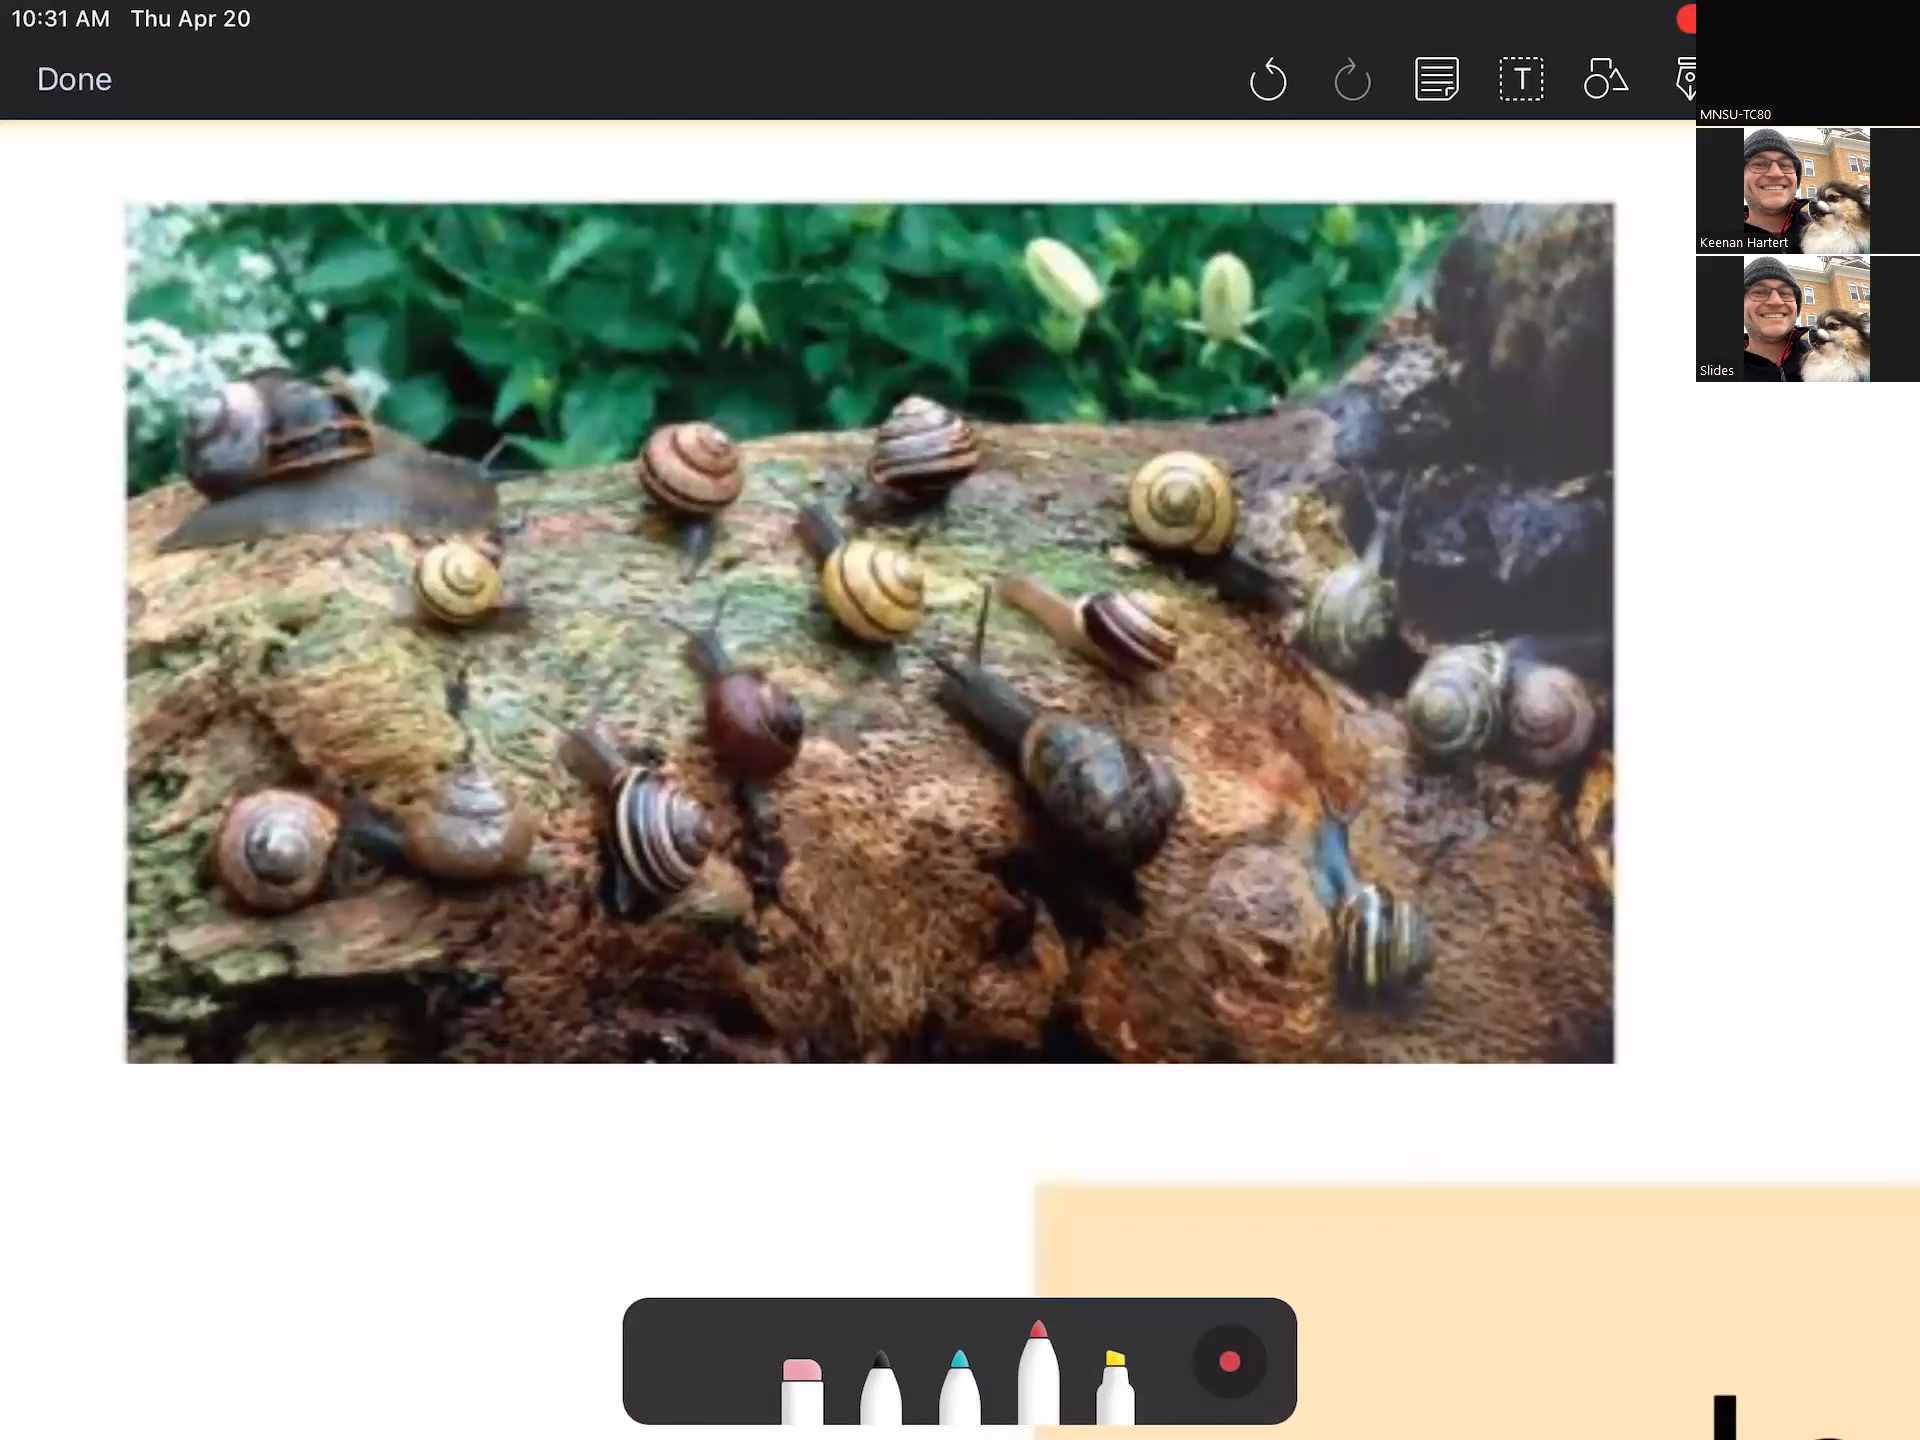 10:31 AM Thu Apr 20
Done
T
MNSU-TC80
Keenan Hartert
Slides